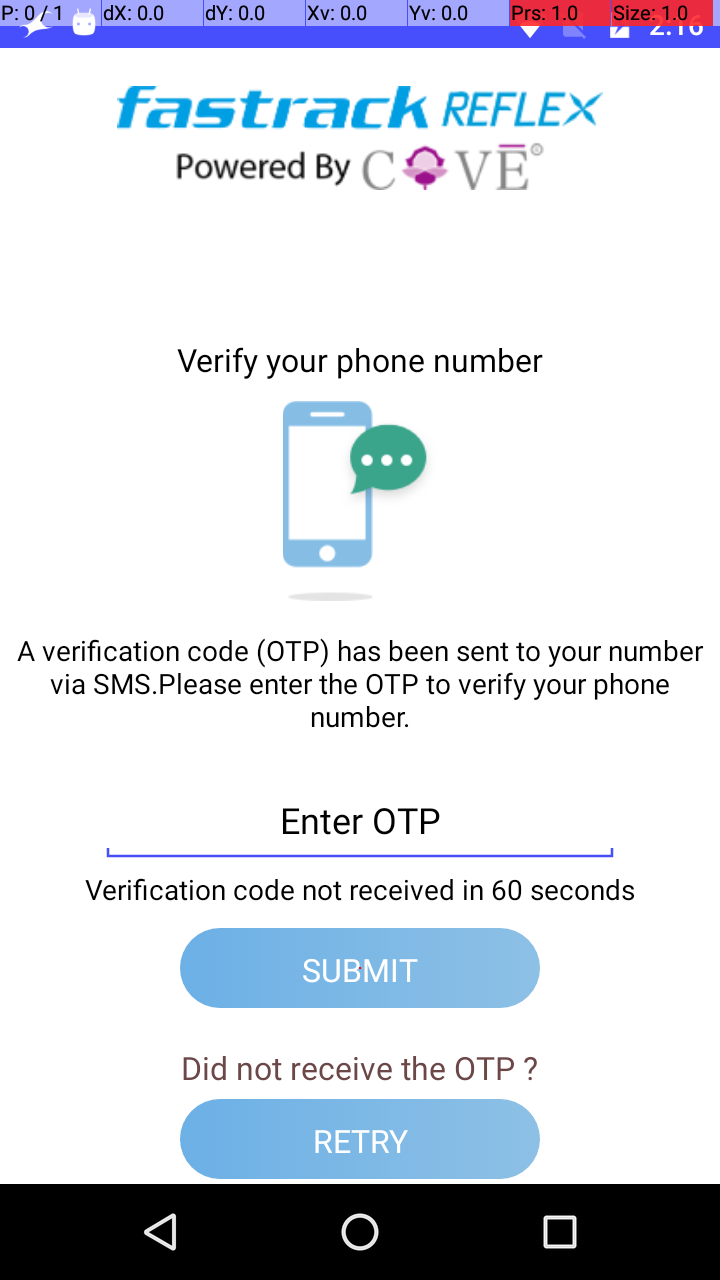 P: 0 / 1 dX: 0.0 dY: 0.0 Xv: 0.0 Yv: 0.0 Prs: 1.0 Size: 1.0
2:16
fastrack REFLEX
Powered By COVE®
Verify your phone number
A verification code (OTP) has been sent to your number
via SMS.Please enter the OTP to verify your phone
number.
Enter OTP
Verification code not received in 60 seconds
SUBMIT
Did not receive the OTP ?
RETRY